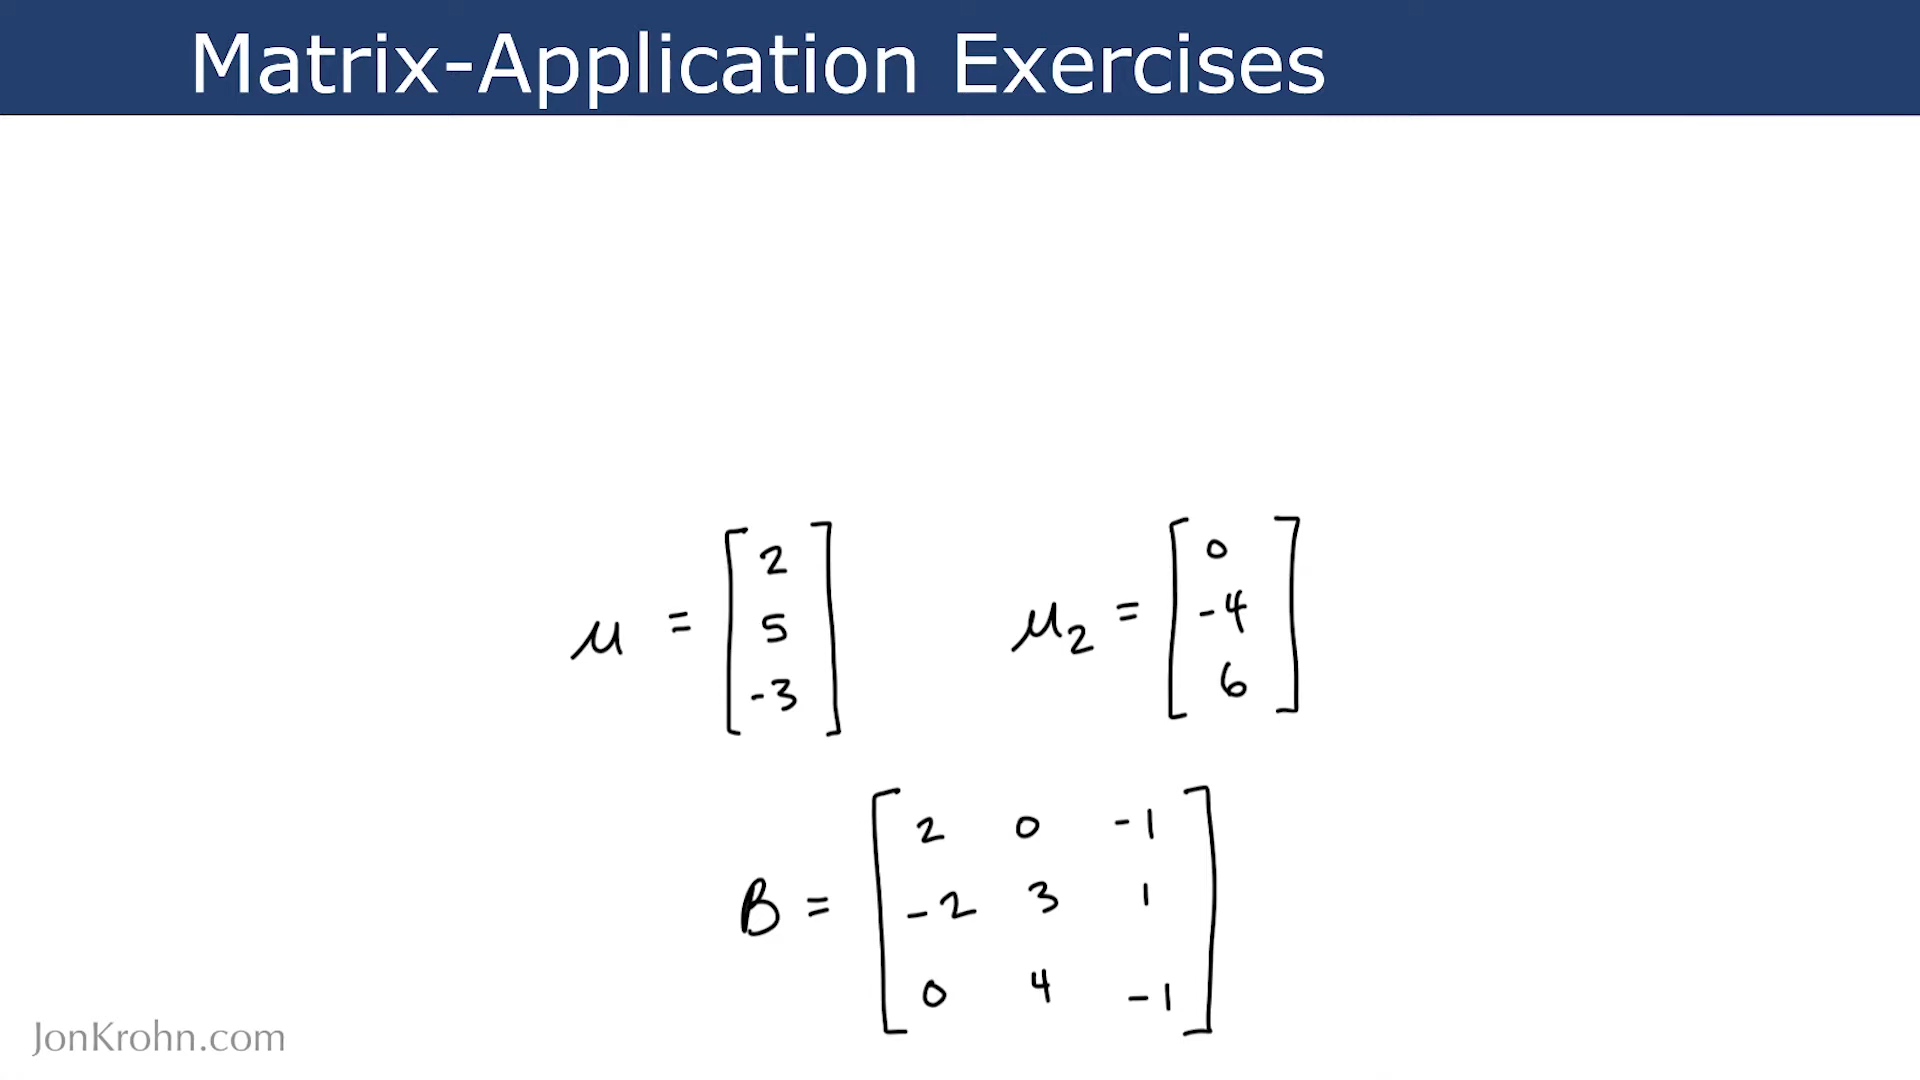 Matrix-Application Exercises
μ = [2 5 -3]
μ2 = [0 -4 6]
B = [2 0 -1
-2 3 1
0 4 -1]
JonKrohn.com